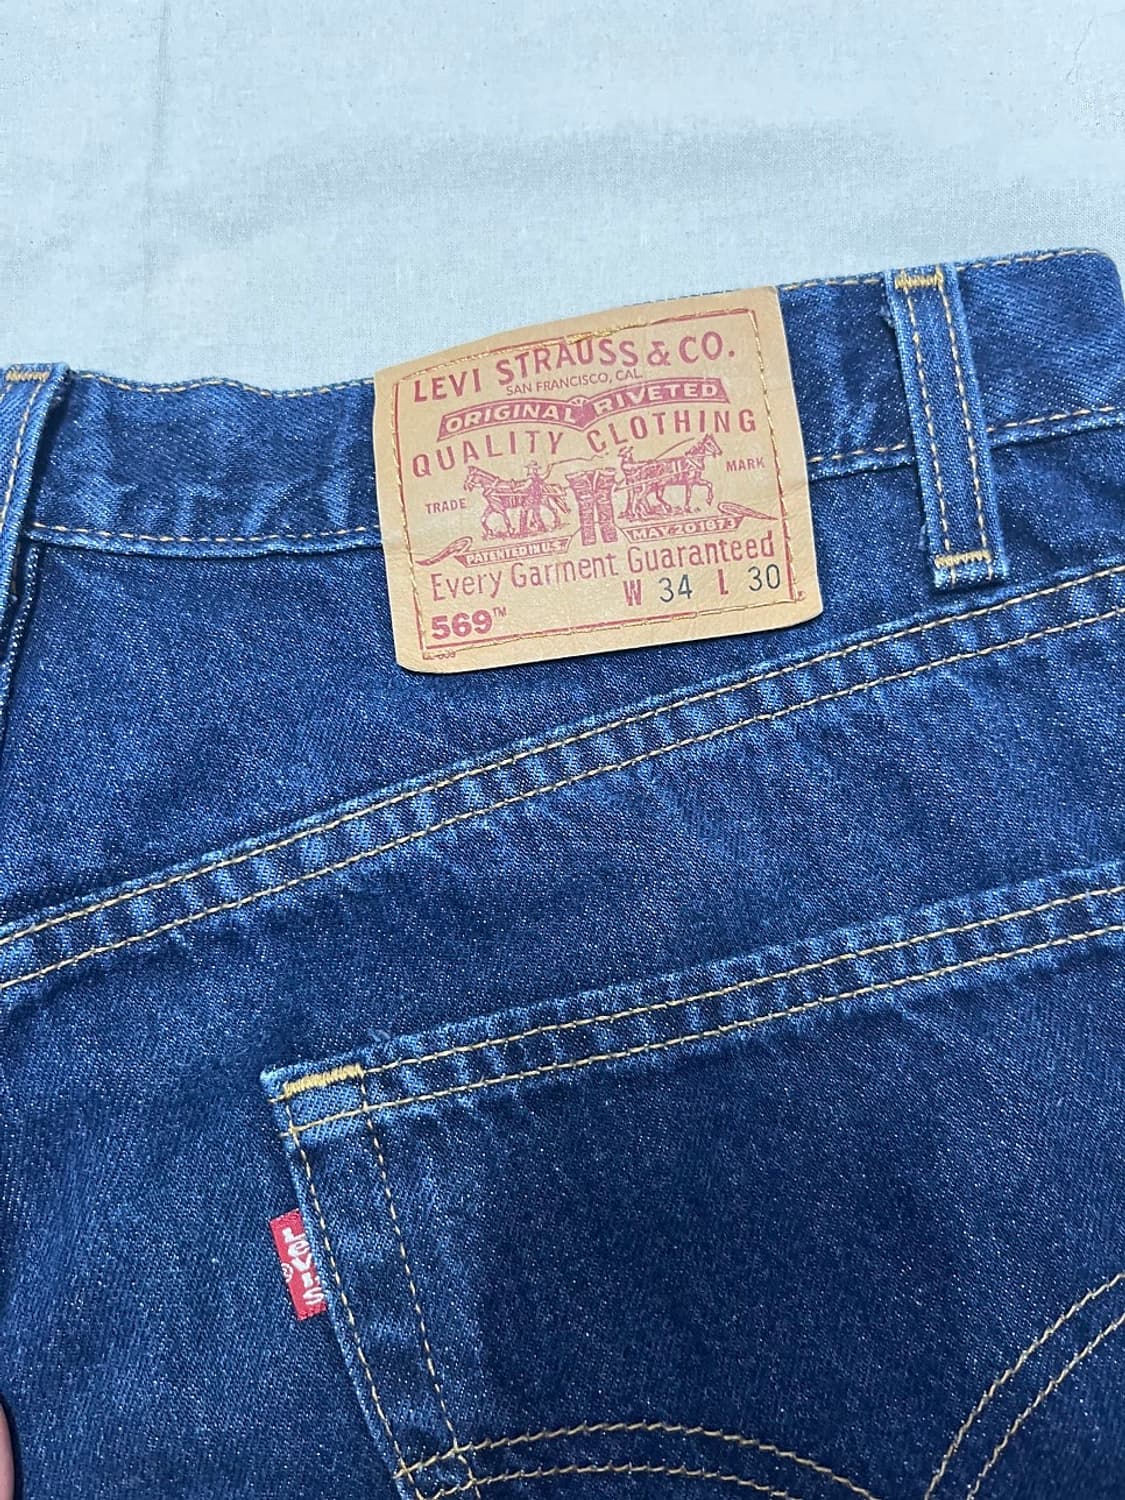 LEVI STRAUSS & CO.
SAN FRANCISCO, CAL.
ORIGINAL RIVETED
QUALITY CLOTHING
TRADE MARK
PATENTED IN U.S. MAY 20 1873
Every Garment Guaranteed
W 34 L 30
569™
Levi's®